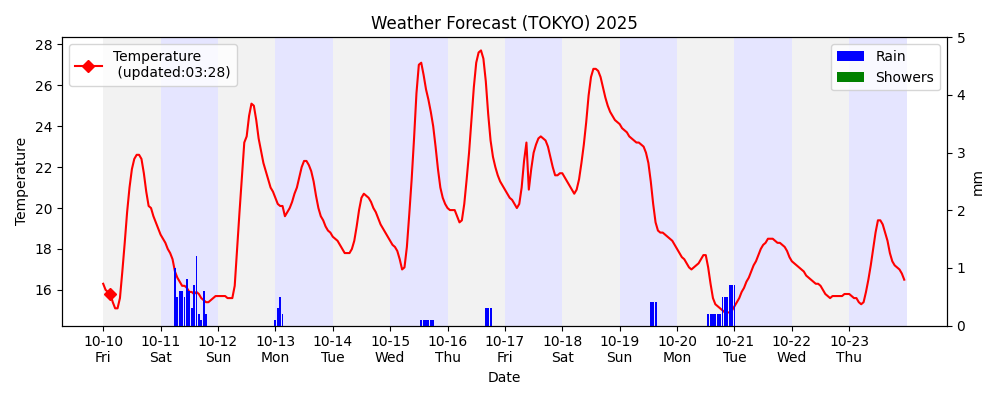 Weather Forecast (TOKYO) 2025
Temperature
(updated:03:28)
Rain
Showers
28
26
24
22
20
18
16
Temperature
5
4
3
2
1
0
mm
10-10 10-11 10-12 10-13 10-14 10-15 10-16 10-17 10-18 10-19 10-20 10-21 10-22 10-23
Fri Sat Sun Mon Tue Wed Thu Fri Sat Sun Mon Tue Wed Thu
Date